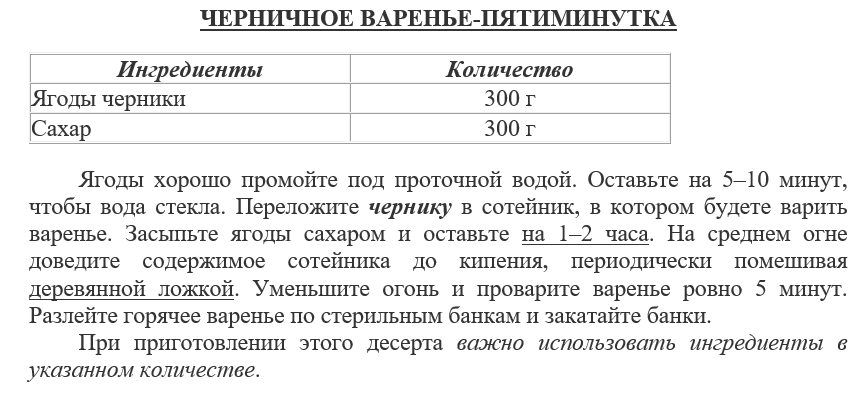 ЧЕРНИЧНОЕ ВАРЕНЬЕ-ПЯТИМИНУТКА
Ингредиенты Количество
Ягоды черники 300 г
Сахар 300 г
Ягоды хорошо промойте под проточной водой. Оставьте на 5–10 минут,
чтобы вода стекла. Переложите чернику в сотейник, в котором будете варить
варенье. Засыпьте ягоды сахаром и оставьте на 1–2 часа. На среднем огне
доведите содержимое сотейника до кипения, периодически помешивая
деревянной ложкой. Уменьшите огонь и проварите варенье ровно 5 минут.
Разлейте горячее варенье по стерильным банкам и закатайте банки.
При приготовлении этого десерта важно использовать ингредиенты в
указанном количестве.